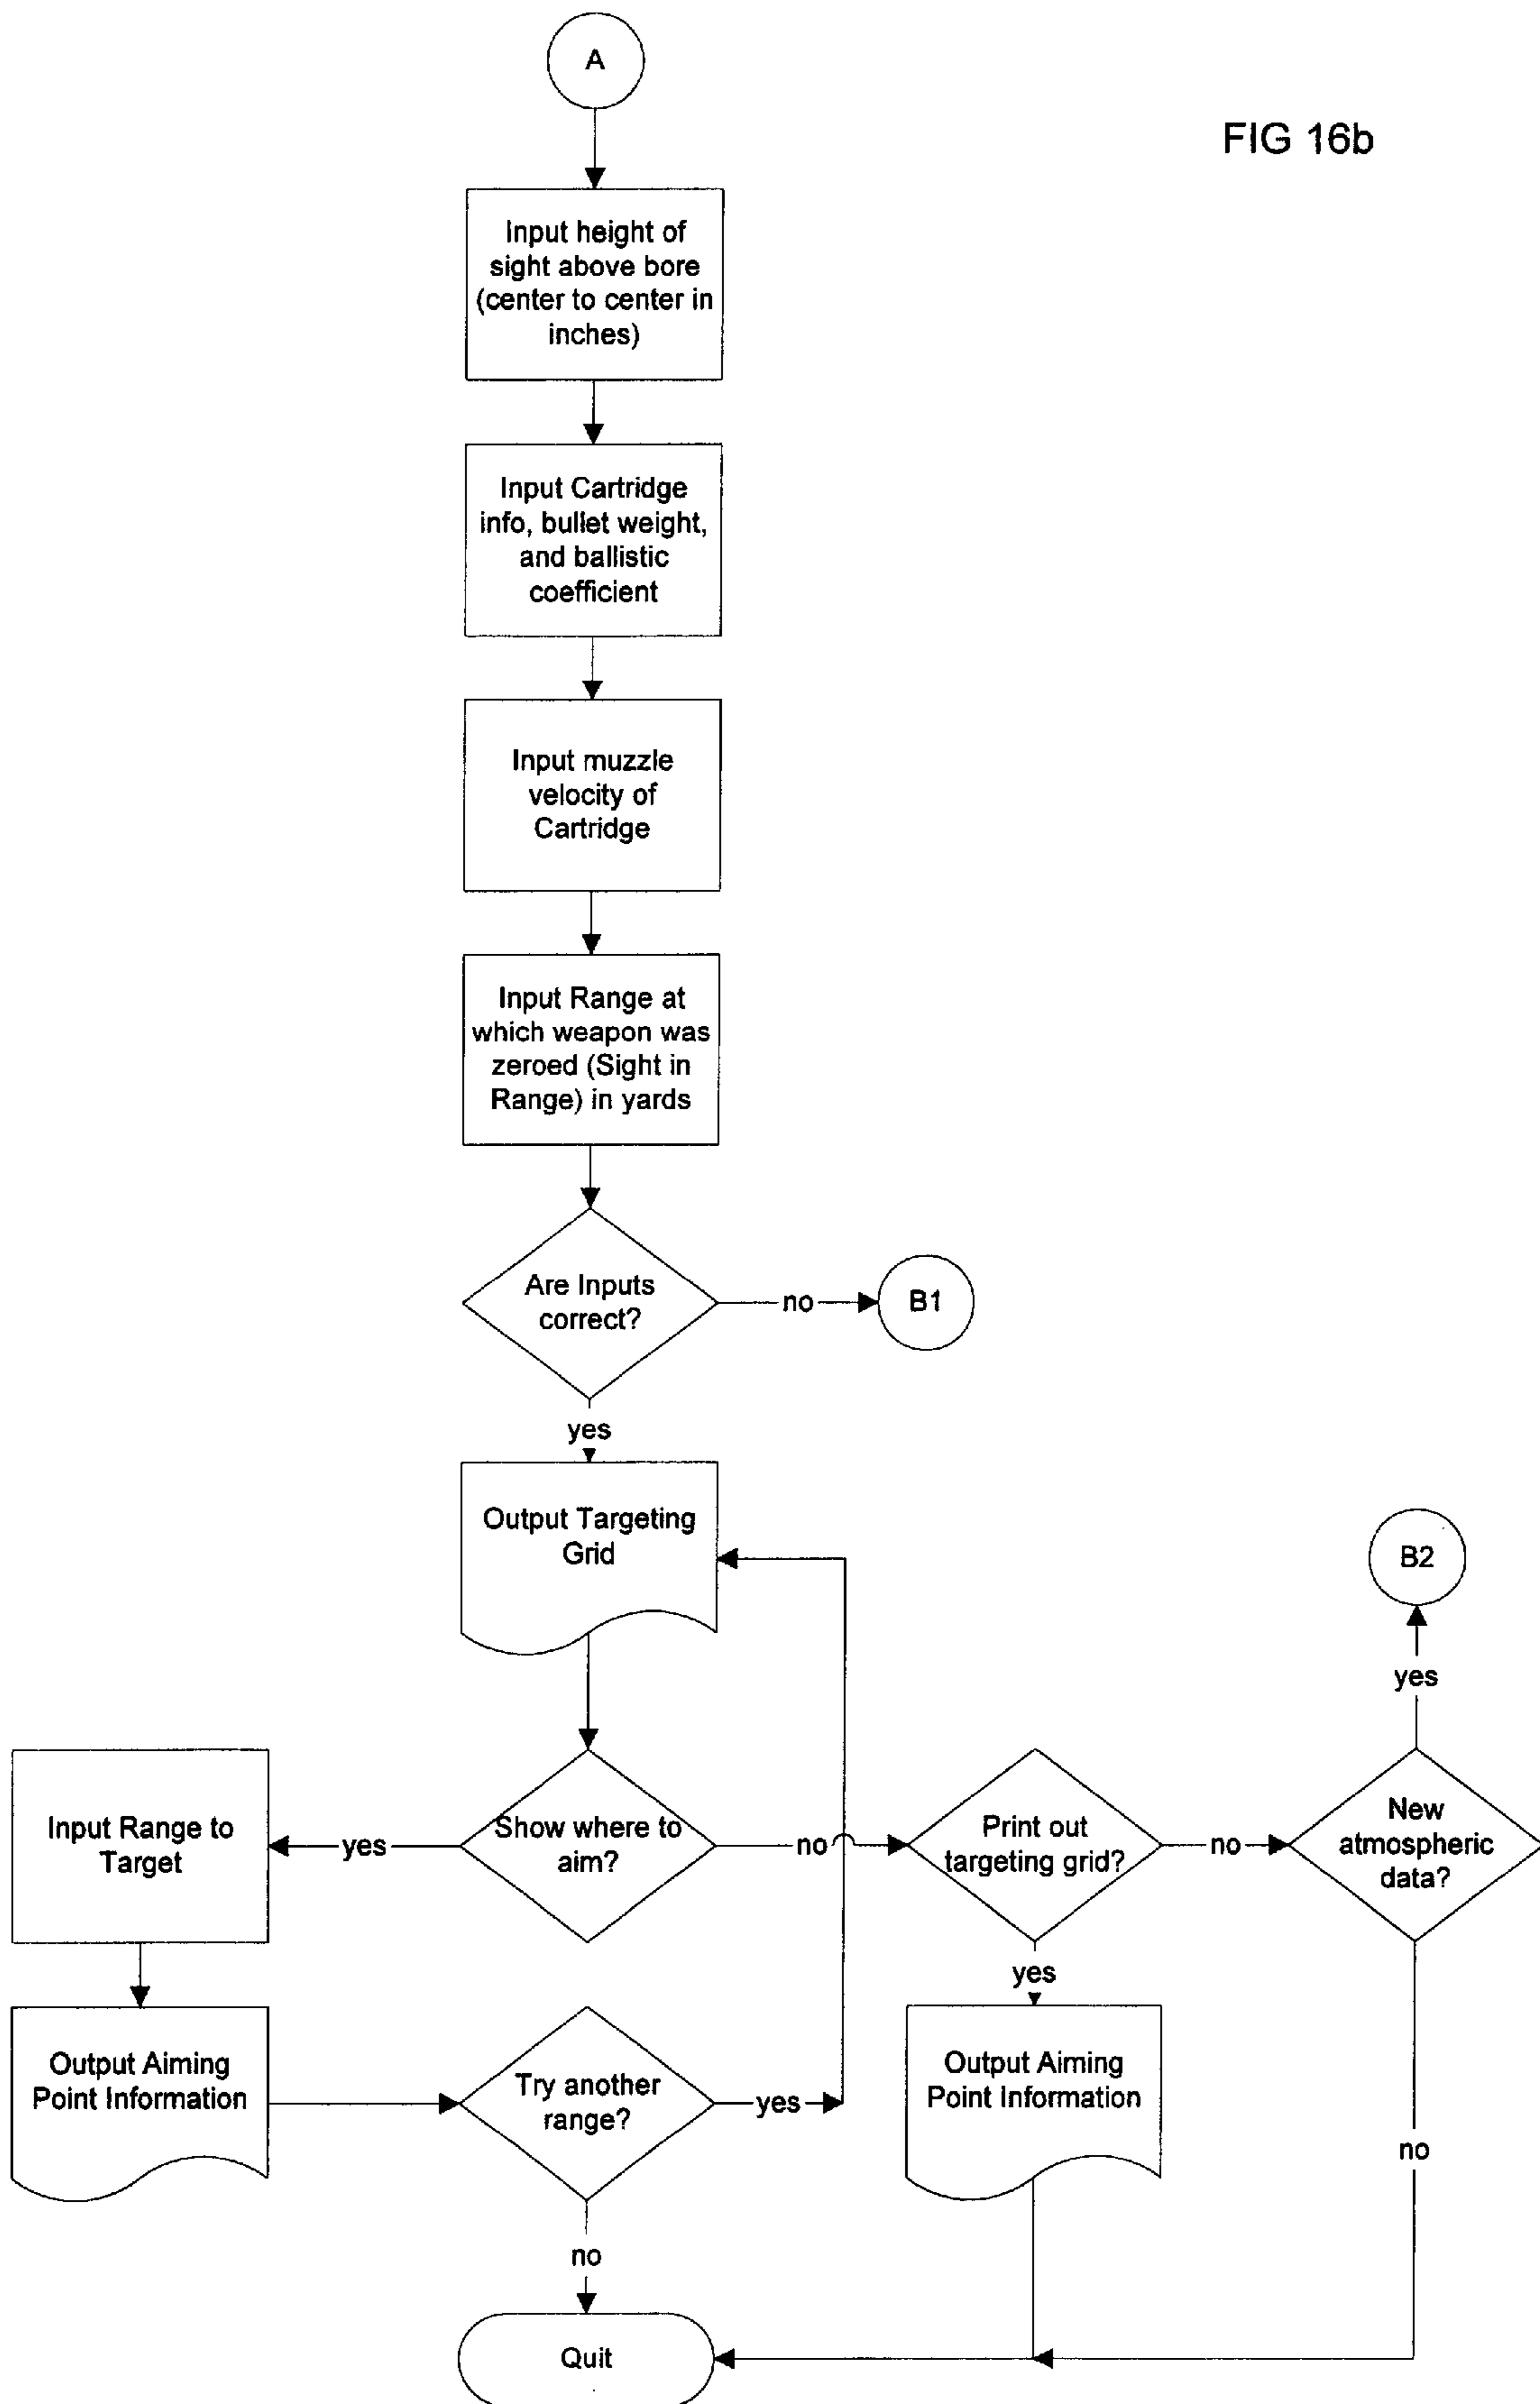 A
FIG 16b
Input height of
sight above bore
(center to center in
inches)
Input Cartridge
info, bullet weight,
and ballistic
coefficient
Input muzzle
velocity of
Cartridge
Input Range at
which weapon was
zeroed (Sight in
Range) in yards
Are Inputs
correct?
no
B1
yes
Output Targeting
Grid
B2
yes
Input Range to
Target
yes
Show where to
aim?
no
Print out
targeting grid?
no
New
atmospheric
data?
yes
Output Aiming
Point Information
Try another
range?
yes
Output Aiming
Point Information
no
no
Quit